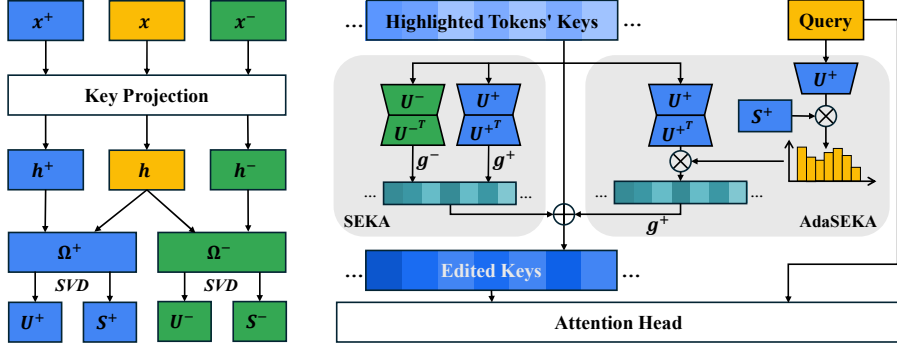 x⁺ x x⁻
Key Projection
h⁺ h h⁻
Ω⁺ Ω⁻
SVD SVD
U⁺ S⁺ U⁻ S⁻
... Highlighted Tokens' Keys ...
Query
U⁻ U⁺ U⁺ U⁺
U⁻ᵀ U⁺ᵀ U⁺ᵀ S⁺
g⁻ g⁺
... ... ... ...
SEKA g⁺ AdaSEKA
... Edited Keys ...
Attention Head